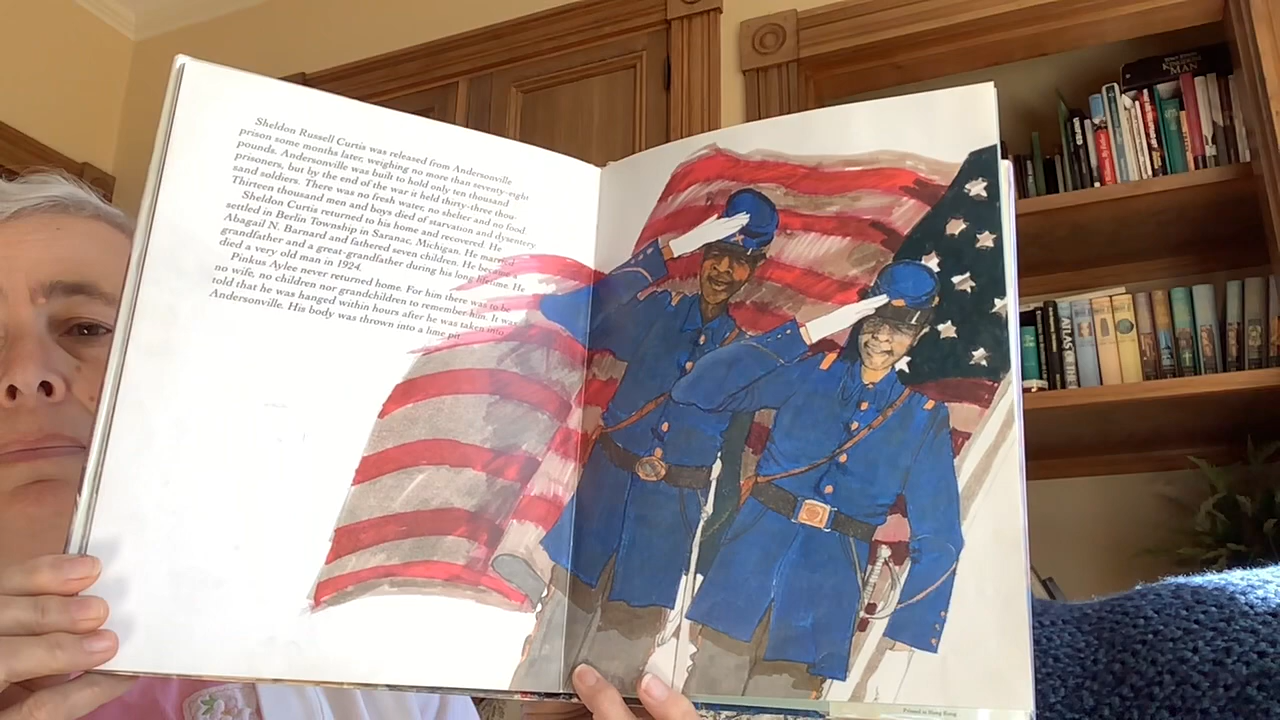 Sheldon Russell Curtis was released from Andersonville
prison some months later, weighing no more than seventy-eight
pounds. Andersonville was built to hold only ten thousand
prisoners, but by the end of the war it held thirty-three thou-
sand soldiers. There was no fresh water, no shelter and no food.
Thirteen thousand men and boys died of starvation and dysentery
Sheldon Curtis returned to his home and recovered. He
settled in Berlin Township in Saranac, Michigan. He married
Abagail N. Barnard and fathered seven children. He became a
grandfather and a great-grandfather during his long lifetime. He
died a very old man in 1924.
Pinkus Aylee never returned home. For him there was to be
no wife, no children nor grandchildren to remember him. It was
told that he was hanged within hours after he was taken into
Andersonville. His body was thrown into a lime pit.
Printed in Hong Kong
MAN
ATLAS OF THE